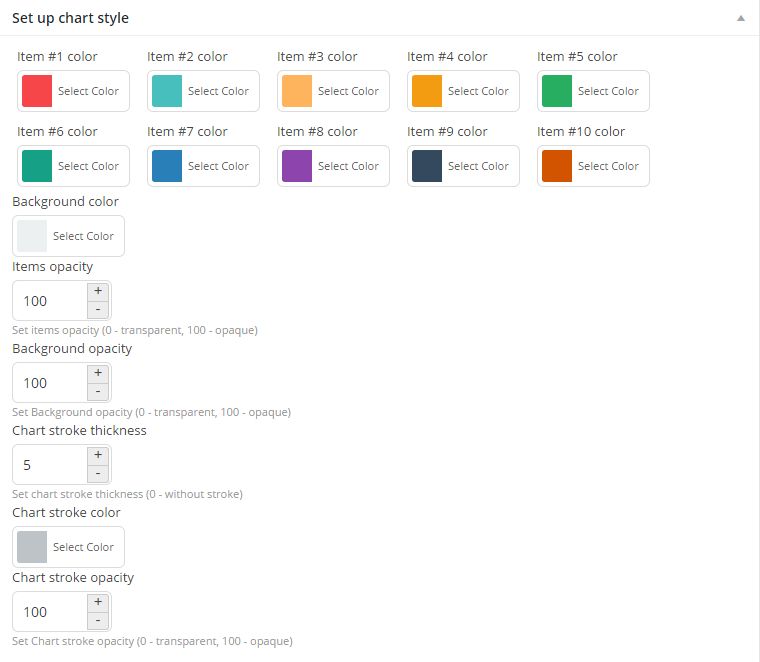 Set up chart style
Item #1 color Item #2 color Item #3 color Item #4 color Item #5 color
Select Color Select Color Select Color Select Color Select Color
Item #6 color Item #7 color Item #8 color Item #9 color Item #10 color
Select Color Select Color Select Color Select Color Select Color
Background color
Select Color
Items opacity
100 + -
Set items opacity (0 - transparent, 100 - opaque)
Background opacity
100 + -
Set Background opacity (0 - transparent, 100 - opaque)
Chart stroke thickness
5 + -
Set chart stroke thickness (0 - without stroke)
Chart stroke color
Select Color
Chart stroke opacity
100 + -
Set Chart stroke opacity (0 - transparent, 100 - opaque)